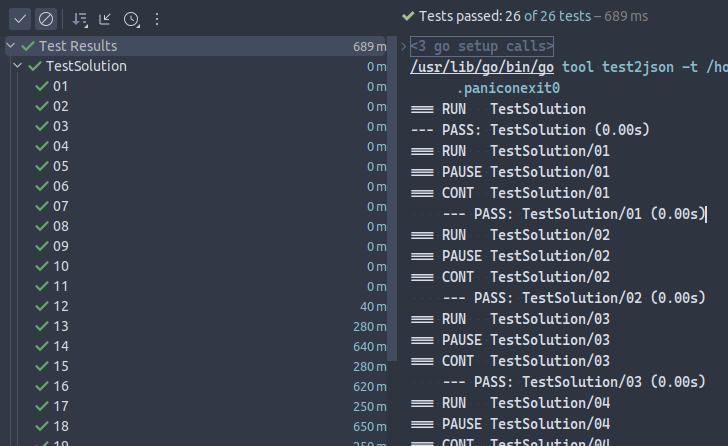 Test Results 689 ms
TestSolution 0 m
01 0 m
02 0 m
03 0 m
04 0 m
05 0 m
06 0 m
07 0 m
08 0 m
09 0 m
10 0 m
11 0 m
12 40 m
13 280 m
14 640 m
15 280 m
16 620 m
17 250 m
18 650 m
19
Tests passed: 26 of 26 tests – 689 ms
<3 go setup calls>
/usr/lib/go/bin/go tool test2json -t /ho
.paniconexit0
=== RUN TestSolution
--- PASS: TestSolution (0.00s)
=== RUN TestSolution/01
=== PAUSE TestSolution/01
=== CONT TestSolution/01
--- PASS: TestSolution/01 (0.00s)
=== RUN TestSolution/02
=== PAUSE TestSolution/02
=== CONT TestSolution/02
--- PASS: TestSolution/02 (0.00s)
=== RUN TestSolution/03
=== PAUSE TestSolution/03
=== CONT TestSolution/03
--- PASS: TestSolution/03 (0.00s)
=== RUN TestSolution/04
=== PAUSE TestSolution/04
=== CONT TestSolution/04